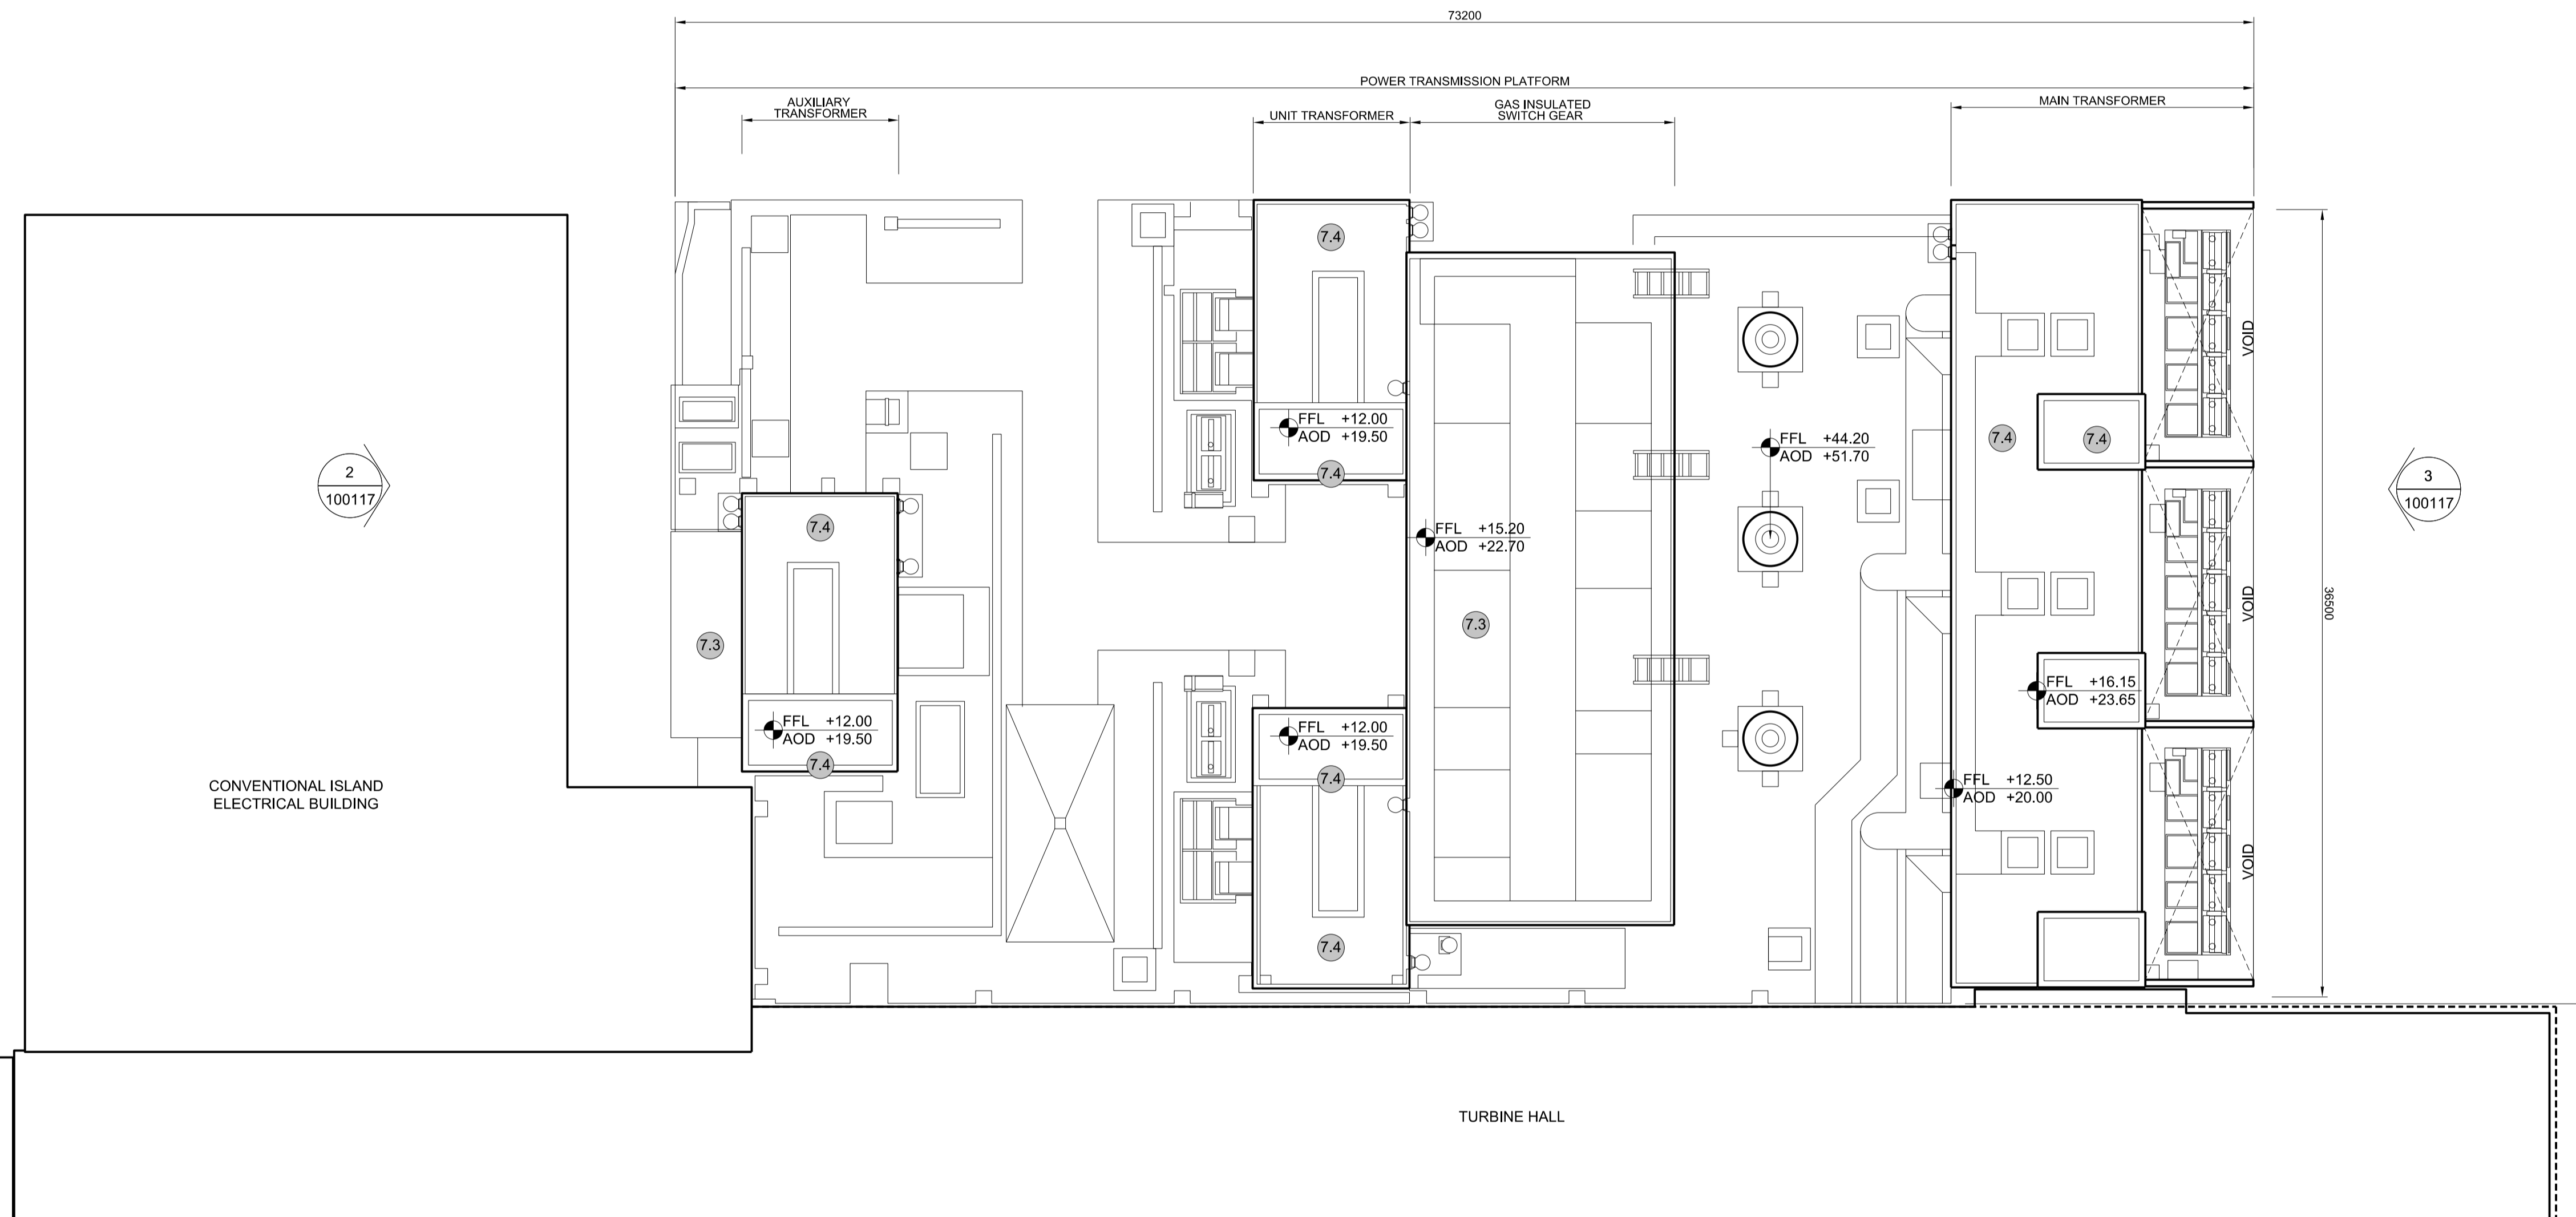 73200
POWER TRANSMISSION PLATFORM
AUXILIARY
TRANSFORMER
UNIT TRANSFORMER
GAS INSULATED
SWITCH GEAR
MAIN TRANSFORMER
7.4
VOID
FFL +12.00
AOD +19.50
7.4
FFL +44.20
AOD +51.70
7.4
7.4
2
100117
3
100117
7.4
FFL +15.20
AOD +22.70
VOID
36500
7.3
7.3
FFL +16.15
AOD +23.65
FFL +12.00
AOD +19.50
7.4
FFL +12.00
AOD +19.50
7.4
FFL +12.50
AOD +20.00
CONVENTIONAL ISLAND
ELECTRICAL BUILDING
VOID
7.4
TURBINE HALL